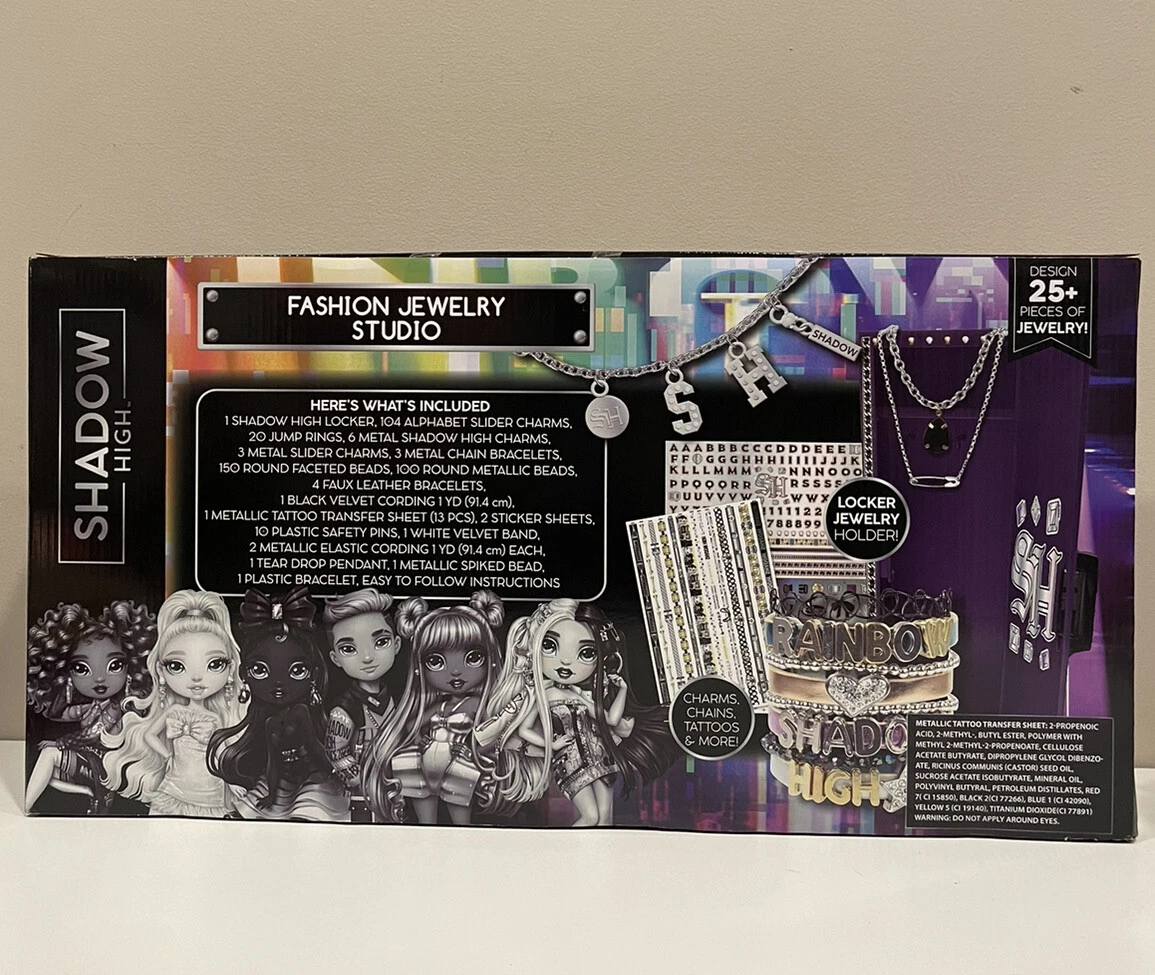 SHADOW
HIGH
FASHION JEWELRY
STUDIO
DESIGN
25+
PIECES OF
JEWELRY!
SHADOW
H
S
SH
HERE'S WHAT'S INCLUDED
1 SHADOW HIGH LOCKER, 104 ALPHABET SLIDER CHARMS,
20 JUMP RINGS, 6 METAL SHADOW HIGH CHARMS,
3 METAL SLIDER CHARMS, 3 METAL CHAIN BRACELETS,
150 ROUND FACETED BEADS, 100 ROUND METALLIC BEADS,
4 FAUX LEATHER BRACELETS,
1 BLACK VELVET CORDING 1 YD (91.4 cm),
1 METALLIC TATTOO TRANSFER SHEET (13 PCS), 2 STICKER SHEETS,
10 PLASTIC SAFETY PINS, 1 WHITE VELVET BAND,
2 METALLIC ELASTIC CORDING 1 YD (91.4 cm) EACH,
1 TEAR DROP PENDANT, 1 METALLIC SPIKED BEAD,
1 PLASTIC BRACELET, EASY TO FOLLOW INSTRUCTIONS
LOCKER
JEWELRY
HOLDER!
SH
RAINBOW
SHADO
HIGH
CHARMS,
CHAINS,
TATTOO'S
& MORE!
METALLIC TATTOO TRANSFER SHEET: 2-PROPENOIC
ACID, 2-METHYL-, BUTYL ESTER, POLYMER WITH
METHYL 2-METHYL-2-PROPENOATE, CELLULOSE
ACETATE BUTYRATE, DIPROPYLENE GLYCOL DIBENZO-
ATE, RICINUS COMMUNIS (CASTOR) SEED OIL,
SUCROSE ACETATE ISOBUTYRATE, MINERAL OIL,
POLYVINYL BUTYRAL, PETROLEUM DISTILLATES, RED
7( CI 15850), BLACK 2(CI 77266), BLUE 1 (CI 42090),
YELLOW 5 (CI 19140), TITANIUM DIOXIDE(CI 77891)
WARNING: DO NOT APPLY AROUND EYES.